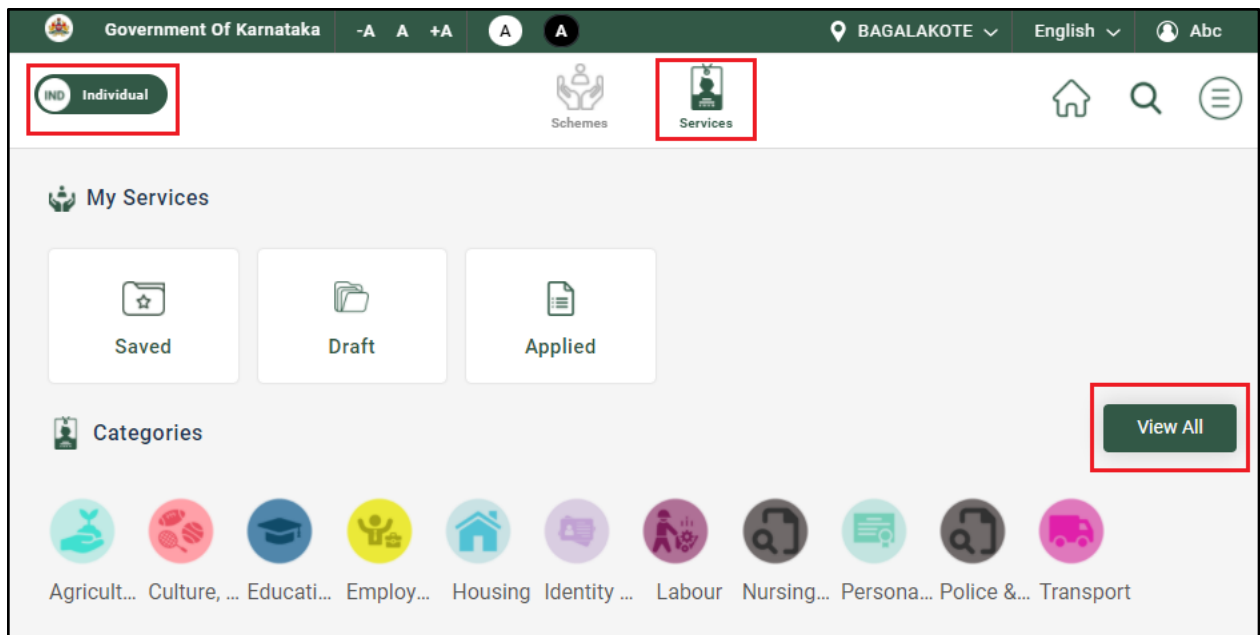 Government Of Karnataka -A A +A A A BAGALAKOTE English Abc
IND Individual
Schemes Services
My Services
Saved Draft Applied
Categories View All
Agricult... Culture, ... Educati... Employ... Housing Identity ... Labour Nursing... Persona... Police &... Transport